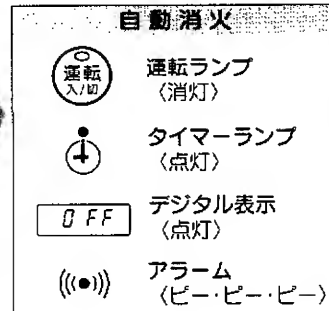 自動消火
運転
入/切
運転ランプ
〈消灯〉
タイマーランプ
〈点灯〉
OFF
デジタル表示
〈点灯〉
アラーム
〈ピー・ピー・ピー〉